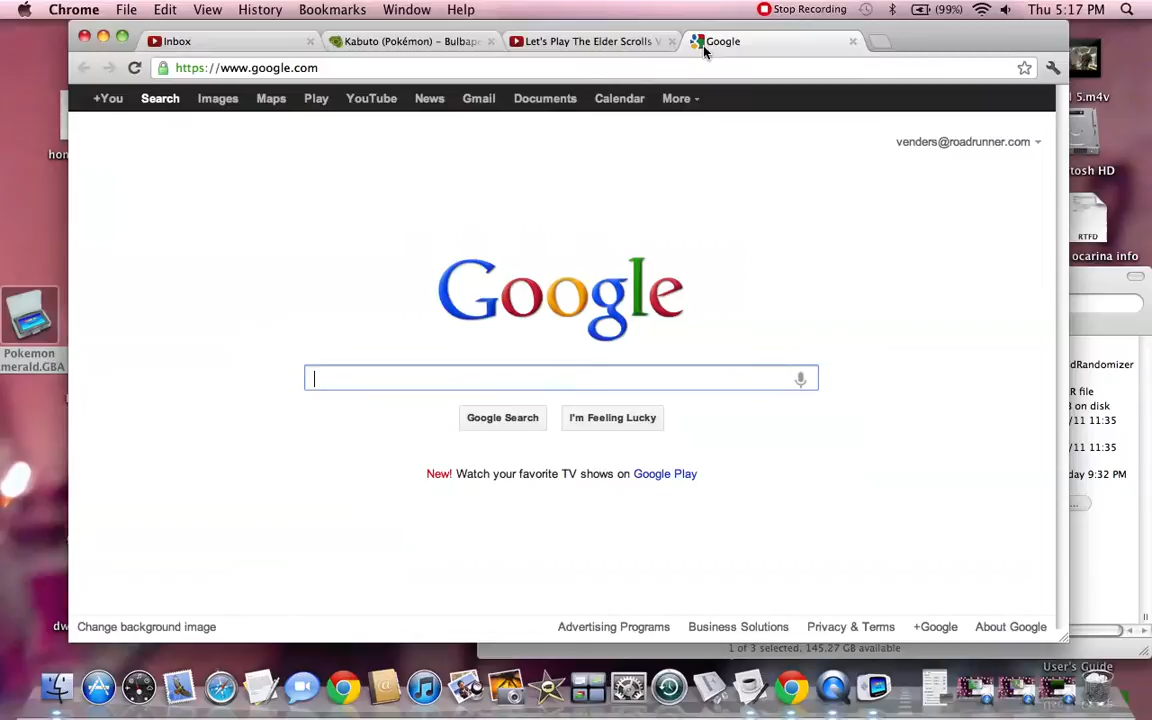 Chrome File Edit View History Bookmarks Window Help Stop Recording (99%) Thu 5:17 PM
Inbox Kabuto (Pokémon) – Bulbape Let's Play The Elder Scrolls V Google
https://www.google.com
+You Search Images Maps Play YouTube News Gmail Documents Calendar More
venders@roadrunner.com
Google
Google Search I'm Feeling Lucky
New! Watch your favorite TV shows on Google Play
Change background image Advertising Programs Business Solutions Privacy & Terms +Google About Google
hon
Pokemon
merald.GBA
dw
l 5.m4v
tosh HD
RTFD
ocarina info
dRandomizer
R file
B on disk
/11 11:35
/11 11:35
day 9:32 PM
1 of 3 selected, 145.27 GB available
User's Guide